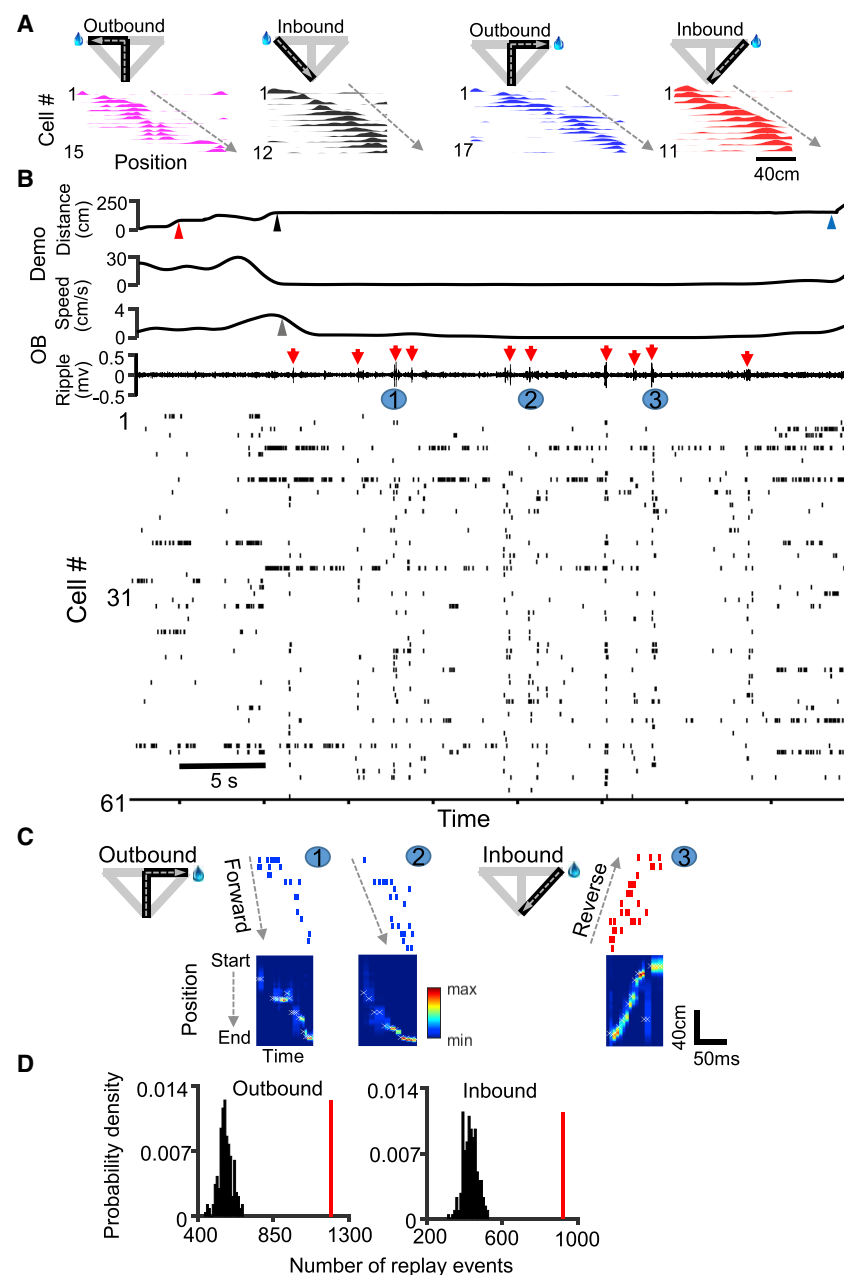 A
Outbound
Inbound
Outbound
Inbound
Cell #
1
15
1
12
1
17
1
11
Position
40cm
B
Demo
Distance
(cm)
250
0
Speed
(cm/s)
30
0
OB
4
0
Ripple
(mv)
0.5
0
-0.5
1
2
3
Cell #
1
31
61
5 s
Time
C
Outbound
Forward
1
2
Inbound
Reverse
3
Position
Start
End
Time
max
min
40cm
50ms
D
Probability density
0.014
0.007
0
Outbound
400
850
1300
0.014
0.007
0
Inbound
200
600
1000
Number of replay events